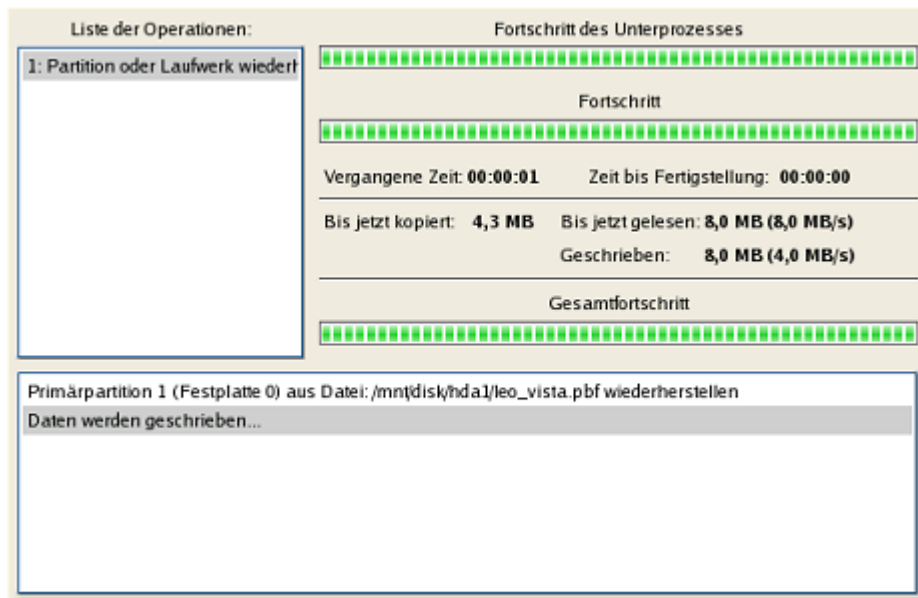 Liste der Operationen:
1: Partition oder Laufwerk wiederh
Fortschritt des Unterprozesses
Fortschritt
Vergangene Zeit: 00:00:01 Zeit bis Fertigstellung: 00:00:00
Bis jetzt kopiert: 4,3 MB Bis jetzt gelesen: 8,0 MB (8,0 MB/s)
Geschrieben: 8,0 MB (4,0 MB/s)
Gesamtfortschritt
Primärpartition 1 (Festplatte 0) aus Datei: /mnt/disk/hda1/leo_vista.pbf wiederherstellen
Daten werden geschrieben...